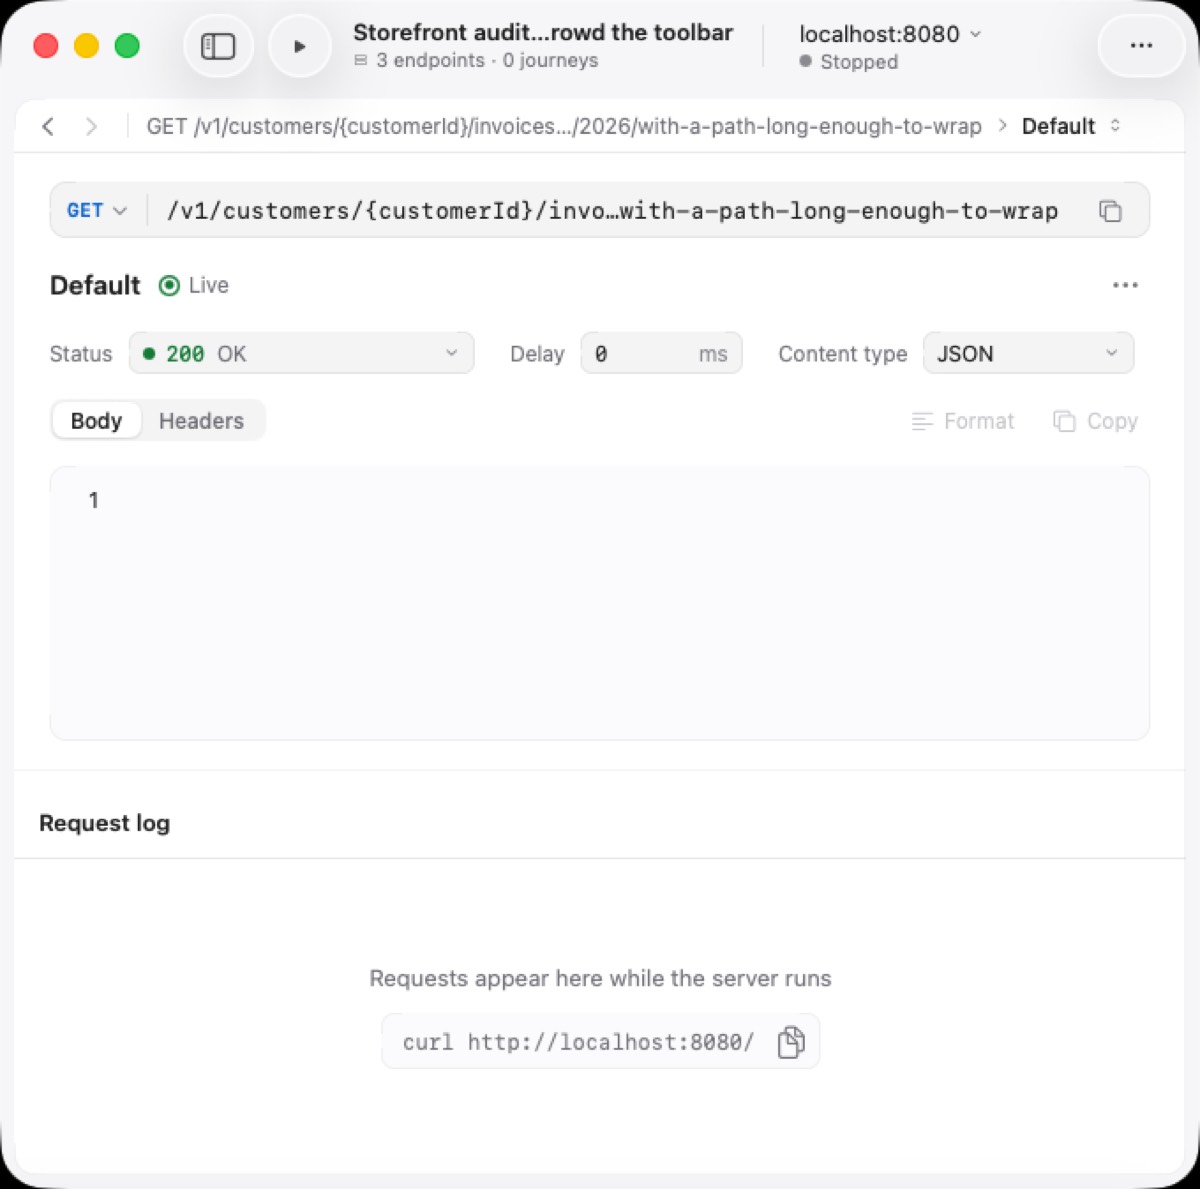 Storefront audit...rowd the toolbar
3 endpoints · 0 journeys
localhost:8080
Stopped
GET /v1/customers/{customerId}/invoices.../2026/with-a-path-long-enough-to-wrap > Default
GET /v1/customers/{customerId}/invo…with-a-path-long-enough-to-wrap
Default Live
Status 200 OK Delay 0 ms Content type JSON
Body Headers Format Copy
1
Request log
Requests appear here while the server runs
curl http://localhost:8080/